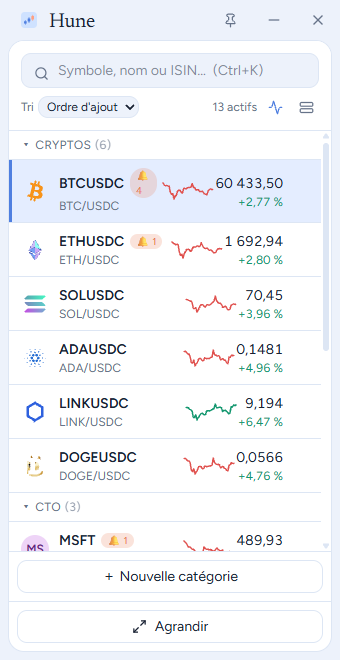 Hune
Symbole, nom ou ISIN... (Ctrl+K)
Tri Ordre d'ajout 13 actifs
CRYPTOS (6)
BTCUSDC 4 60 433,50
BTC/USDC +2,77 %
ETHUSDC 1 1 692,94
ETH/USDC +2,80 %
SOLUSDC 70,45
SOL/USDC +3,96 %
ADAUSDC 0,1481
ADA/USDC +4,96 %
LINKUSDC 9,194
LINK/USDC +6,47 %
DOGEUSDC 0,0566
DOGE/USDC +4,76 %
CTO (3)
MS MSFT 1 489,93
+ Nouvelle catégorie
Agrandir